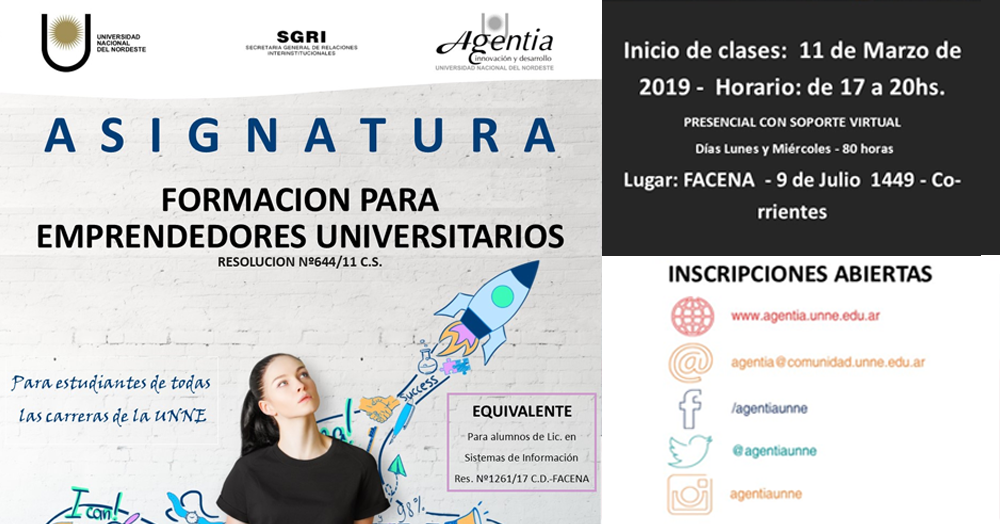 UNIVERSIDAD
NACIONAL
DEL NORDESTE
SGRI
SECRETARIA GENERAL DE RELACIONES
INTERINSTITUCIONALES
Agentia
innovación y desarrollo
UNIVERSIDAD NACIONAL DEL NORDESTE
ASIGNATURA
FORMACION PARA
EMPRENDEDORES UNIVERSITARIOS
RESOLUCION Nº644/11 C.S.
Para estudiantes de todas
las carreras de la UNNE
Success
EQUIVALENTE
Para alumnos de Lic. en
Sistemas de Información
Res. Nº1261/17 C.D.-FACENA
I can!
98%
Inicio de clases: 11 de Marzo de
2019 - Horario: de 17 a 20hs.
PRESENCIAL CON SOPORTE VIRTUAL
Días Lunes y Miércoles - 80 horas
Lugar: FACENA - 9 de Julio 1449 - Co-
rrientes
INSCRIPCIONES ABIERTAS
www.agentia.unne.edu.ar
agentia@comunidad.unne.edu.ar
/agentiaunne
@agentiaunne
agentiaunne